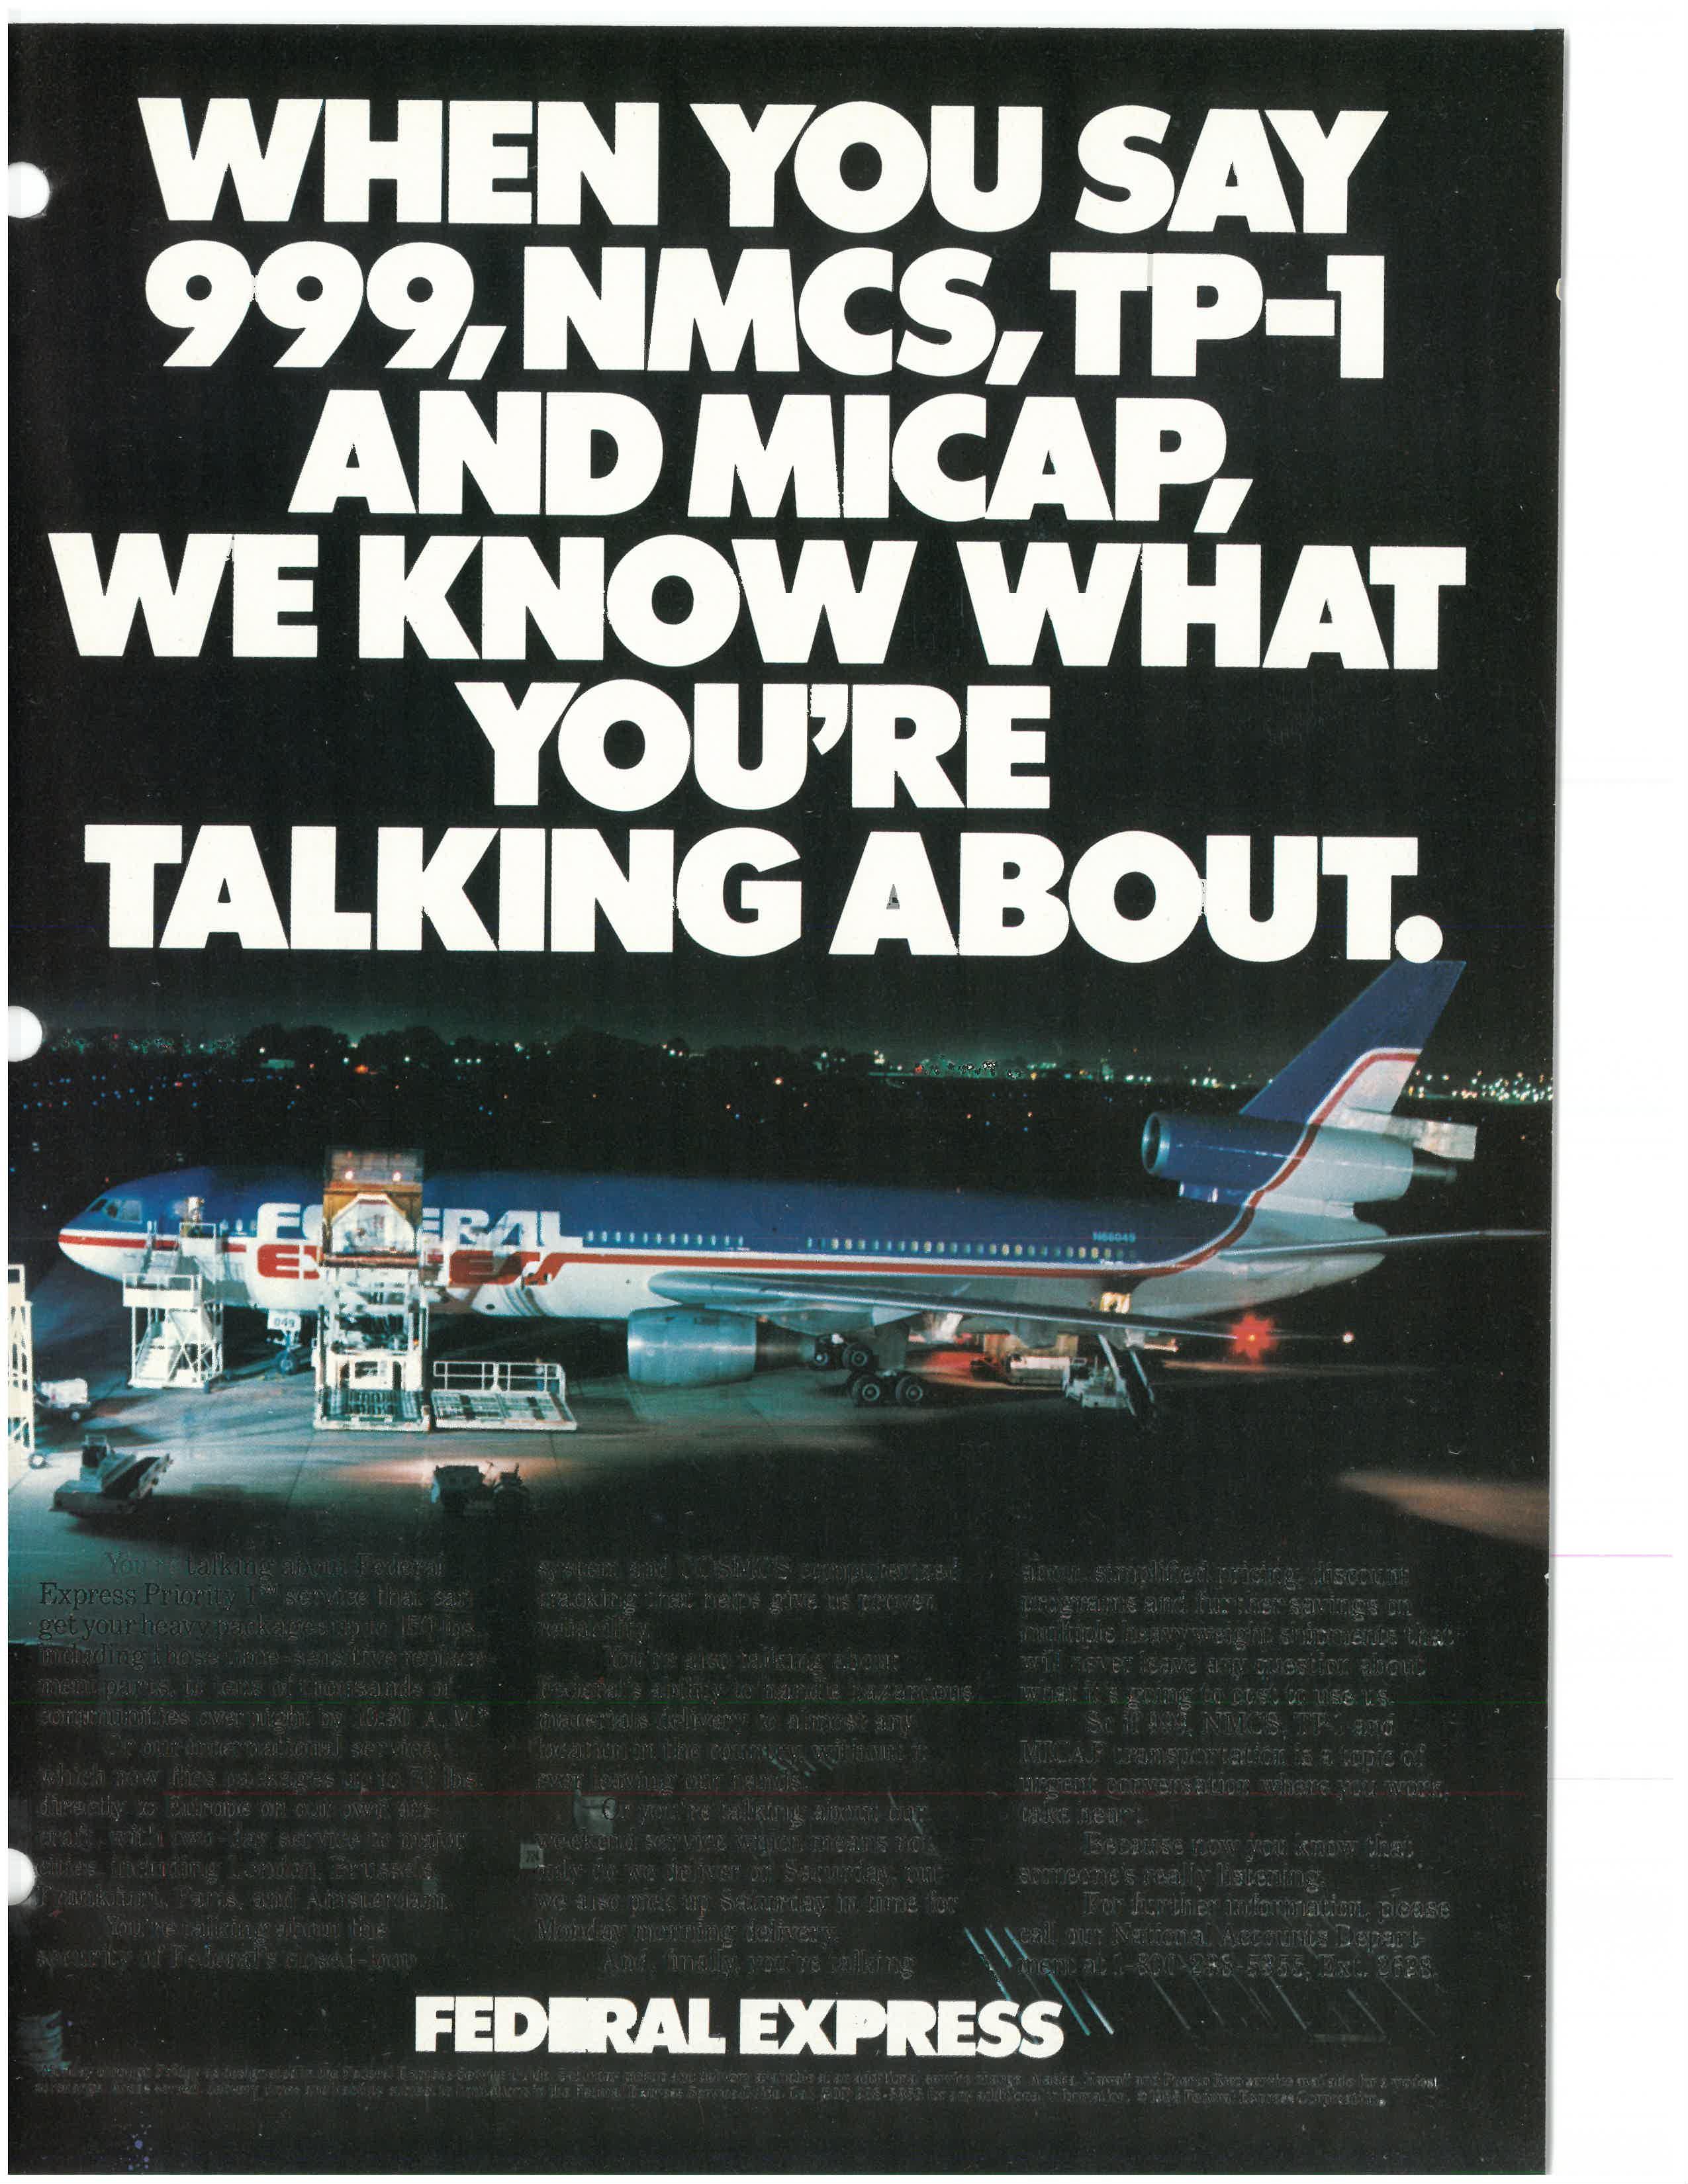 WHEN YOU SAY
999, NMCS, TP-1
AND MICAP,
WE KNOW WHAT
YOU'RE
TALKING ABOUT.
FEDERAL
N68049
049
You're talking about Federal
Express Priority 1™ service that can
get your heavy packages up to 150 lbs.
including those time-sensitive replace-
ment parts, to tens of thousands of
communities overnight by 10:30 A.M.*
Or our international service,
which now flies packages up to lbs.
directly to Europe on our own air-
craft, with two-day service to major
cities including London, Brussels,
Frankfurt, Paris, and Amsterdam.
You're talking about the
security of Federal's closed-loop
system and COSMOS computerized
tracking that helps give us proven
reliability.
You're also talking about
Federal's ability to handle hazardous
materials delivery to almost any
location in the country without it
ever leaving our hands.
Or you're talking about our
weekend service which means not
only do we deliver on Saturday, but
we also pick up Saturday in time for
Monday morning delivery.
And, finally, you're talking
about simplified pricing, discount
programs and further savings on
multiple heavyweight shipments that
will never leave any question about
what it's going to cost to use us.
So if 999, NMCS, TP-1 and
MICAP transportation is a topic of
urgent conversation where you work,
take heart.
Because now you know that
someone's really listening.
For further information, please
call our National Accounts Depart-
ment at Ext.
FEDERAL EXPRESS